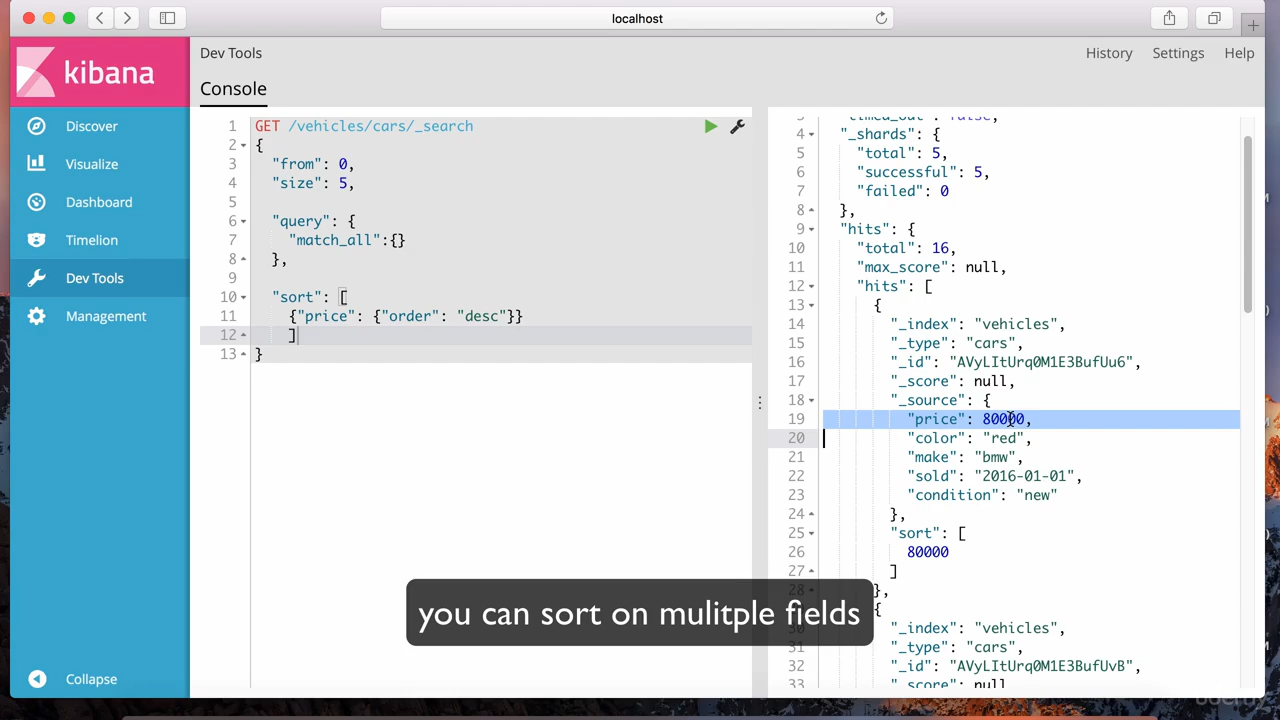 localhost
kibana
Discover
Visualize
Dashboard
Timelion
Dev Tools
Management
Collapse
Dev Tools
History Settings Help
Console
1 GET /vehicles/cars/_search
2 {
3 "from": 0,
4 "size": 5,
5
6 "query": {
7 "match_all":{}
8 },
9
10 "sort": [
11 {"price": {"order": "desc"}}
12 ]
13 }
3 "timed_out": false,
4 "_shards": {
5 "total": 5,
6 "successful": 5,
7 "failed": 0
8 },
9 "hits": {
10 "total": 16,
11 "max_score": null,
12 "hits": [
13 {
14 "_index": "vehicles",
15 "_type": "cars",
16 "_id": "AVyLItUrq0M1E3BufUu6",
17 "_score": null,
18 "_source": {
19 "price": 80000,
20 "color": "red",
21 "make": "bmw",
22 "sold": "2016-01-01",
23 "condition": "new"
24 },
25 "sort": [
26 80000
27 ]
28 },
{
30 "_index": "vehicles",
31 "_type": "cars",
32 "_id": "AVyLItUrq0M1E3BufUvB",
33 "_score": null
you can sort on mulitple fields